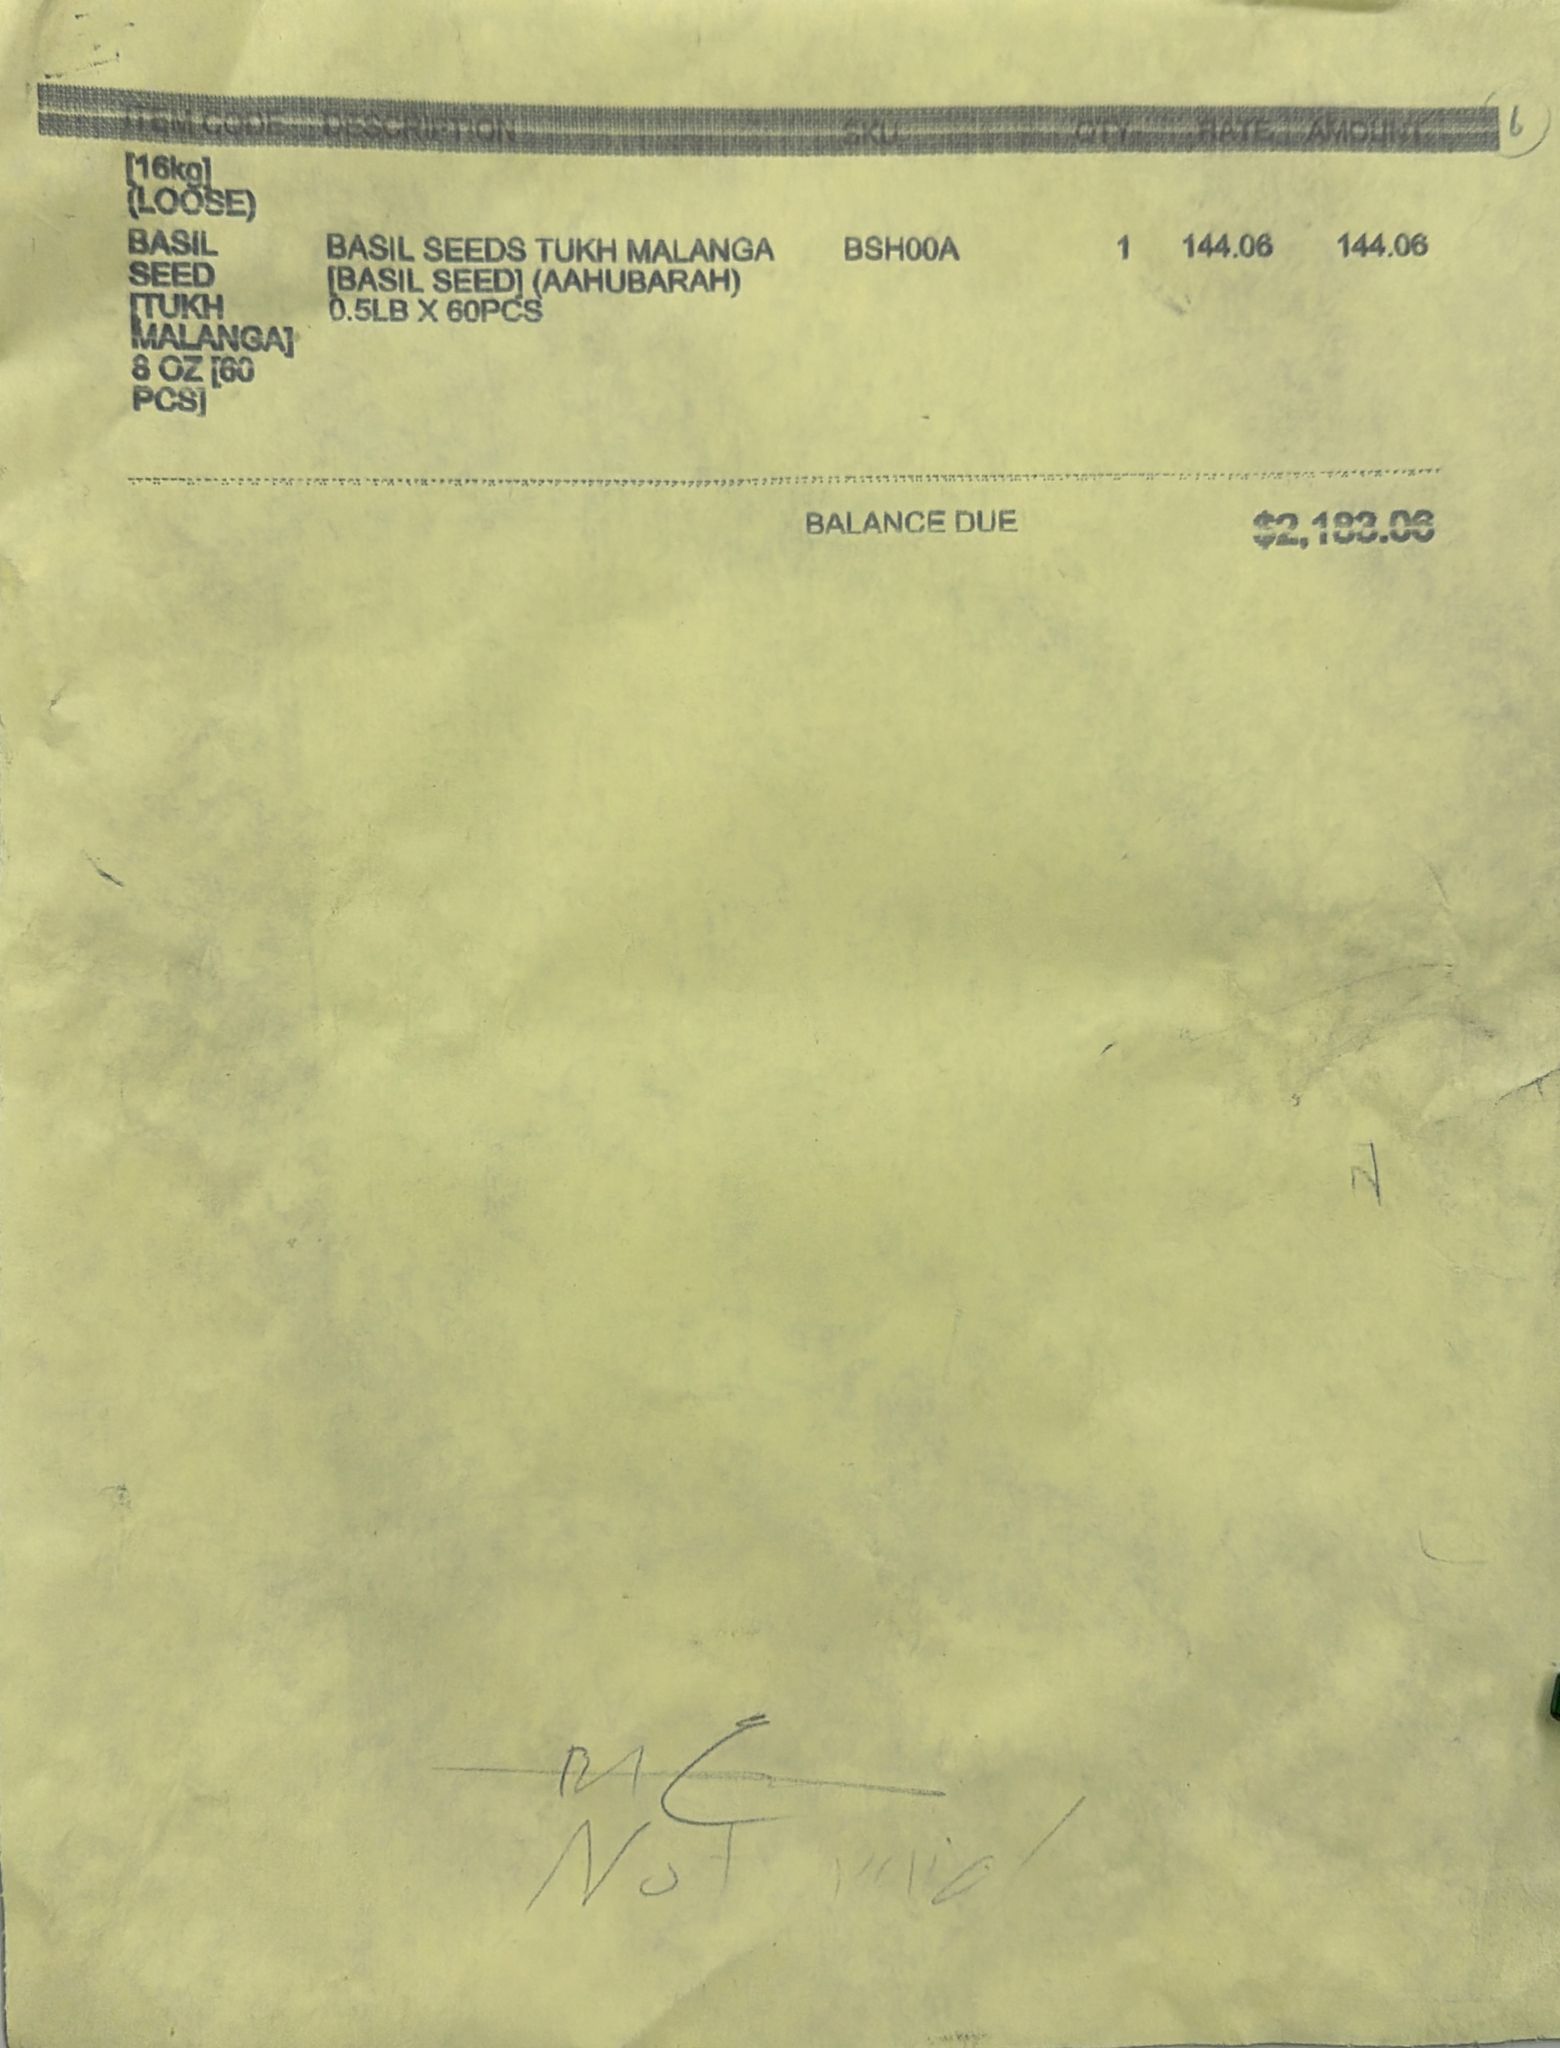 ITEM CODE DESCRIPTION SKU QTY RATE AMOUNT
6
[16kg]
(LOOSE)
BASIL BASIL SEEDS TUKH MALANGA BSH00A 1 144.06 144.06
SEED [BASIL SEED] (AAHUBARAH)
[TUKH 0.5LB X 60PCS
MALANGA]
8 OZ [60
PCS]
BALANCE DUE $2,183.06
Not paid